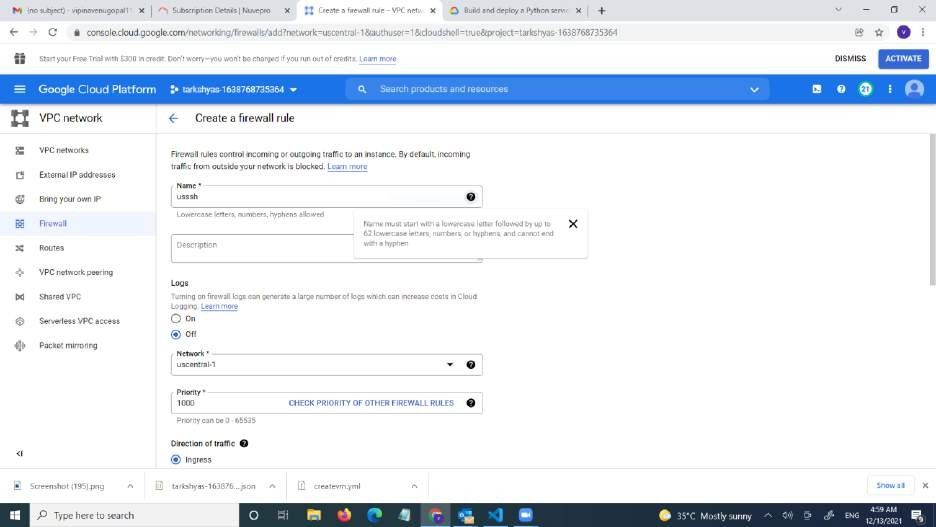 (no subject) - vipinavenugopal11
Subscription Details | Nuvepro
Create a firewall rule – VPC netw
Build and deploy a Python servic
console.cloud.google.com/networking/firewalls/add?network=uscentral-1&authuser=1&cloudshell=true&project=tarkshyas-1638768735364
v
Start your Free Trial with $300 in credit. Don't worry—you won't be charged if you run out of credits. Learn more
DISMISS
ACTIVATE
Google Cloud Platform
tarkshyas-1638768735364
Search products and resources
21
VPC network
Create a firewall rule
VPC networks
External IP addresses
Bring your own IP
Firewall
Routes
VPC network peering
Shared VPC
Serverless VPC access
Packet mirroring
Firewall rules control incoming or outgoing traffic to an instance. By default, incoming
traffic from outside your network is blocked. Learn more
Name *
usssh
Lowercase letters, numbers, hyphens allowed
Name must start with a lowercase letter followed by up to
62 lowercase letters, numbers, or hyphens, and cannot end
with a hyphen
Description
Logs
Turning on firewall logs can generate a large number of logs which can increase costs in Cloud
Logging. Learn more
On
Off
Network *
uscentral-1
Priority *
1000
CHECK PRIORITY OF OTHER FIREWALL RULES
Priority can be 0 - 65535
Direction of traffic
Ingress
Screenshot (195).png
tarkshyas-163876....json
createvm.yml
Show all
Type here to search
35°C Mostly sunny
ENG
4:59 AM
12/13/2021
9